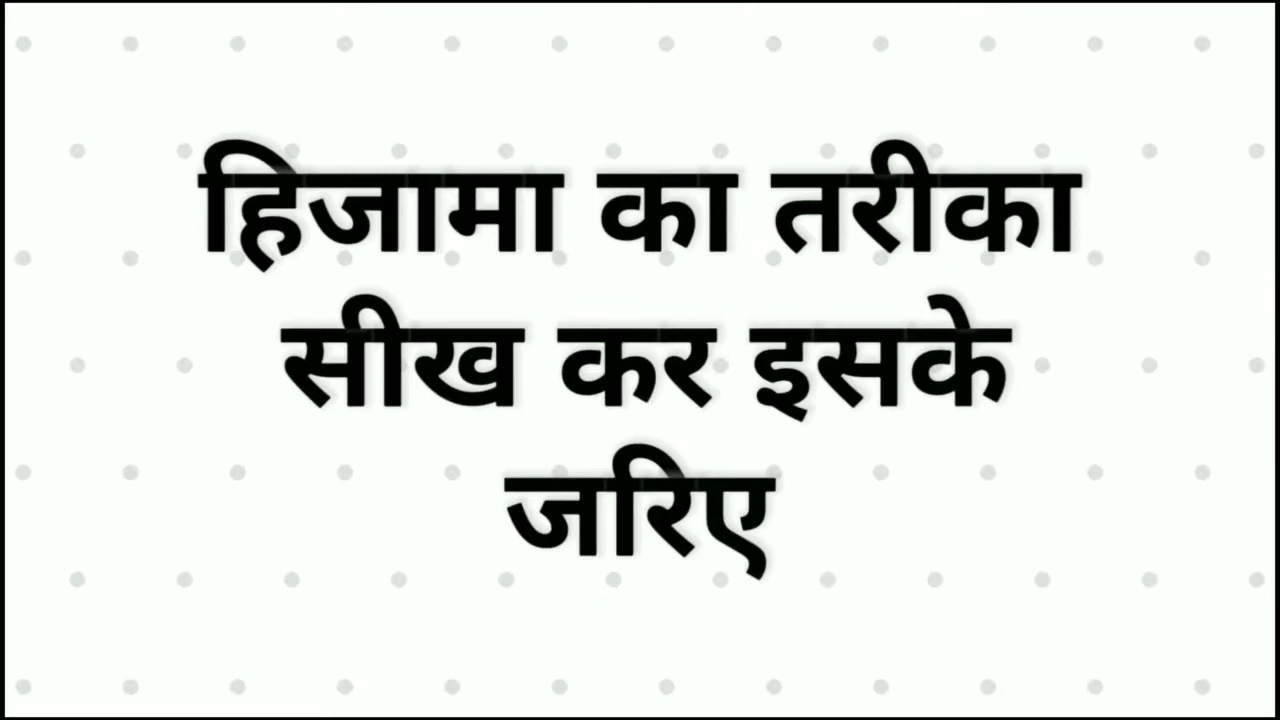 हिजामा का तरीका
सीख कर इसके
जरिए